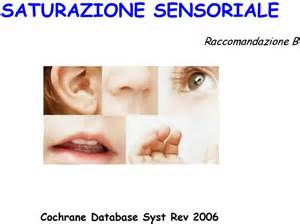 SATURAZIONE SENSORIALE
Raccomandazione B
Cochrane Database Syst Rev 2006